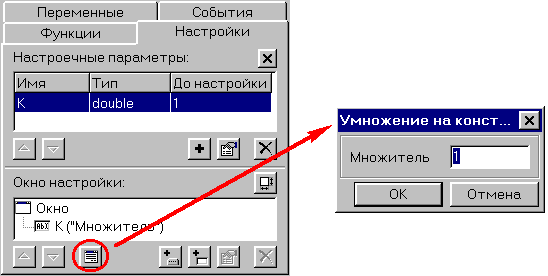 Переменные
События
Функции
Настройки
Настроечные параметры:
Имя Тип До настройки
K double 1
Окно настройки:
Окно
ab K ("Множитель")
Умножение на конст...
Множитель 1
OK Отмена